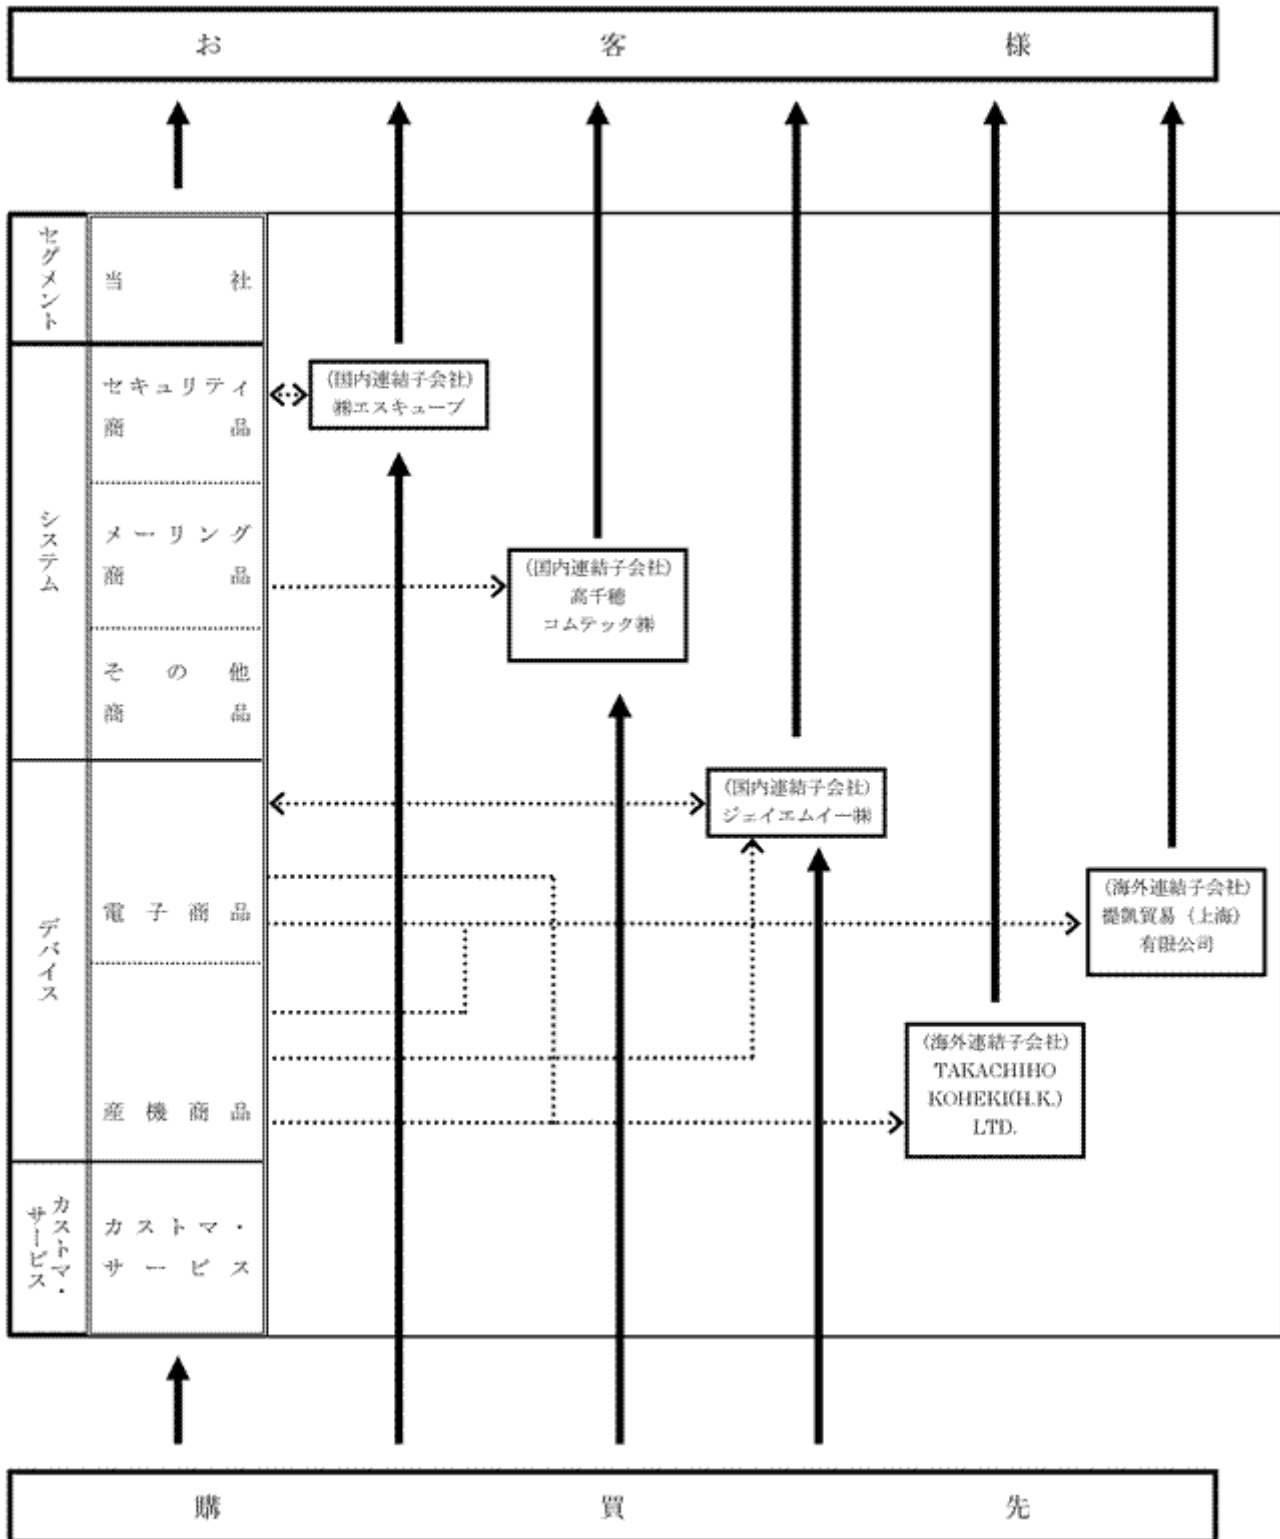 お客様
セグメント
当社
セキュリティ
商品
(国内連結子会社)
㈱エスキューブ
システム
メーリング
商品
(国内連結子会社)
高千穂
コムテック㈱
その他
商品
(国内連結子会社)
ジェイエムイー㈱
デバイス
電子商品
(海外連結子会社)
提凱貿易（上海）
有限公司
産機商品
(海外連結子会社)
TAKACHIHO
KOHEKI(H.K.)
LTD.
カストマ・
サービス
カストマ・
サービス
購買先